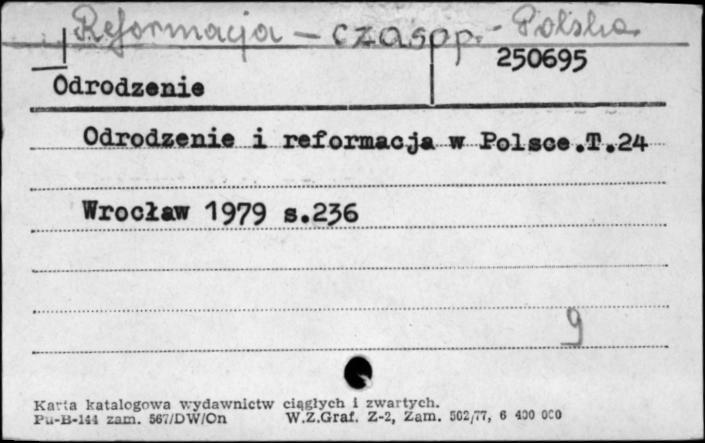 Reformacja - czasop. - Polska
250695
Odrodzenie
Odrodzenie i reformacja w Polsce.T.24
Wrocław 1979 s.236
9
Karta katalogowa wydawnictw ciągłych i zwartych.
Pu-B-144 zam. 567/DW/On W.Z.Graf. Z-2, Zam. 502/77, 6 400 000